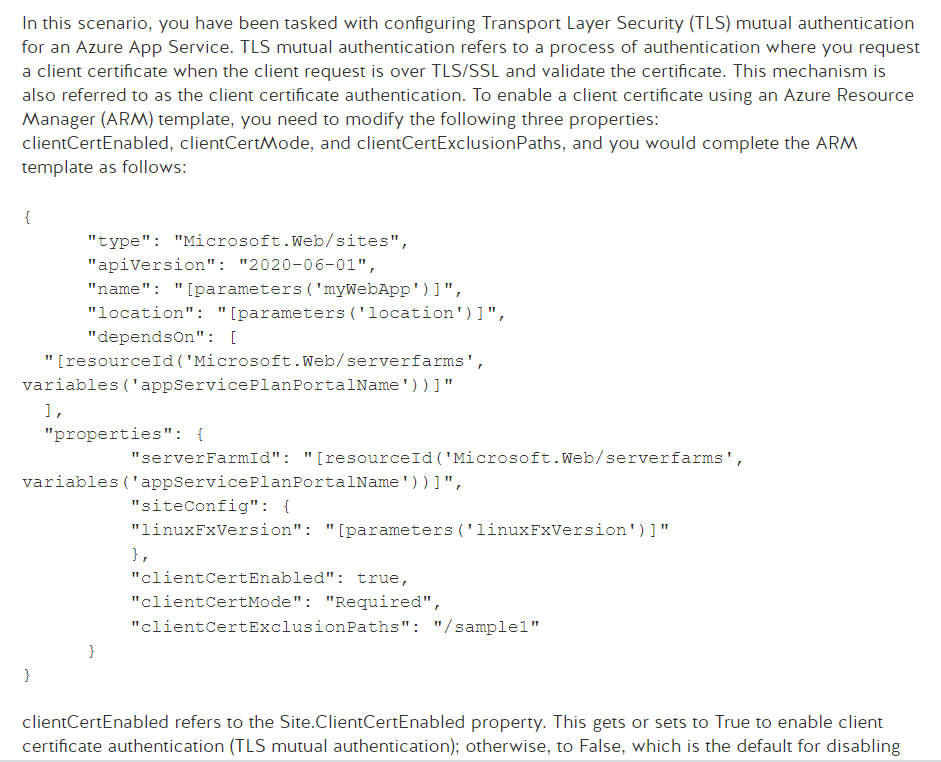 In this scenario, you have been tasked with configuring Transport Layer Security (TLS) mutual authentication
for an Azure App Service. TLS mutual authentication refers to a process of authentication where you request
a client certificate when the client request is over TLS/SSL and validate the certificate. This mechanism is
also referred to as the client certificate authentication. To enable a client certificate using an Azure Resource
Manager (ARM) template, you need to modify the following three properties:
clientCertEnabled, clientCertMode, and clientCertExclusionPaths, and you would complete the ARM
template as follows:
{
"type": "Microsoft.Web/sites",
"apiVersion": "2020-06-01",
"name": "[parameters('myWebApp')]",
"location": "[parameters('location')]",
"dependsOn": [
"[resourceId('Microsoft.Web/serverfarms',
variables('appServicePlanPortalName'))]"
],
"properties": {
"serverFarmId": "[resourceId('Microsoft.Web/serverfarms',
variables('appServicePlanPortalName'))]",
"siteConfig": {
"linuxFxVersion": "[parameters('linuxFxVersion')]"
},
"clientCertEnabled": true,
"clientCertMode": "Required",
"clientCertExclusionPaths": "/sample1"
}
}
clientCertEnabled refers to the Site.ClientCertEnabled property. This gets or sets to True to enable client
certificate authentication (TLS mutual authentication); otherwise, to False, which is the default for disabling